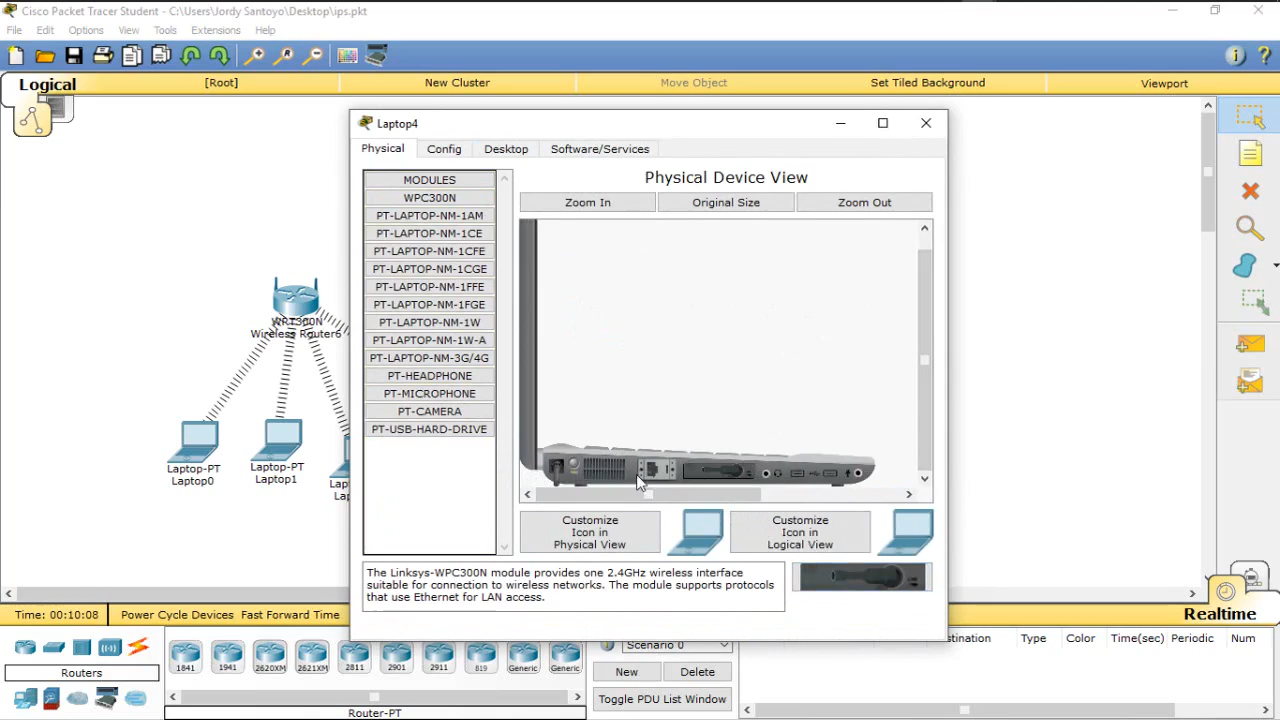 Cisco Packet Tracer Student - C:\Users\Jordy Santoyo\Desktop\ips.pkt
File Edit Options View Tools Extensions Help
Logical [Root] New Cluster Move Object Set Tiled Background Viewport
Laptop4
Physical Config Desktop Software/Services
MODULES
WPC300N
PT-LAPTOP-NM-1AM
PT-LAPTOP-NM-1CE
PT-LAPTOP-NM-1CFE
PT-LAPTOP-NM-1CGE
PT-LAPTOP-NM-1FFE
PT-LAPTOP-NM-1FGE
PT-LAPTOP-NM-1W
PT-LAPTOP-NM-1W-A
PT-LAPTOP-NM-3G/4G
PT-HEADPHONE
PT-MICROPHONE
PT-CAMERA
PT-USB-HARD-DRIVE
Physical Device View
Zoom In Original Size Zoom Out
Customize
Icon in
Physical View
Customize
Icon in
Logical View
The Linksys-WPC300N module provides one 2.4GHz wireless interface
suitable for connection to wireless networks. The module supports protocols
that use Ethernet for LAN access.
WRT300N
Wireless Router6
Laptop-PT
Laptop0
Laptop-PT
Laptop1
Time: 00:10:08 Power Cycle Devices Fast Forward Time
Realtime
Routers
1841 1941 2620XM 2621XM 2811 2901 2911 819 Generic Generic
Router-PT
Scenario 0
New Delete
Toggle PDU List Window
Type Color Time(sec) Periodic Num